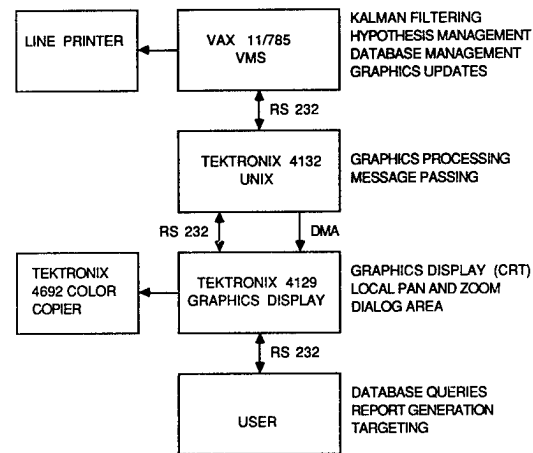 LINE PRINTER
VAX 11/785
VMS
KALMAN FILTERING
HYPOTHESIS MANAGEMENT
DATABASE MANAGEMENT
GRAPHICS UPDATES
RS 232
TEKTRONIX 4132
UNIX
GRAPHICS PROCESSING
MESSAGE PASSING
RS 232
DMA
TEKTRONIX
4692 COLOR
COPIER
TEKTRONIX 4129
GRAPHICS DISPLAY
GRAPHICS DISPLAY (CRT)
LOCAL PAN AND ZOOM
DIALOG AREA
RS 232
USER
DATABASE QUERIES
REPORT GENERATION
TARGETING